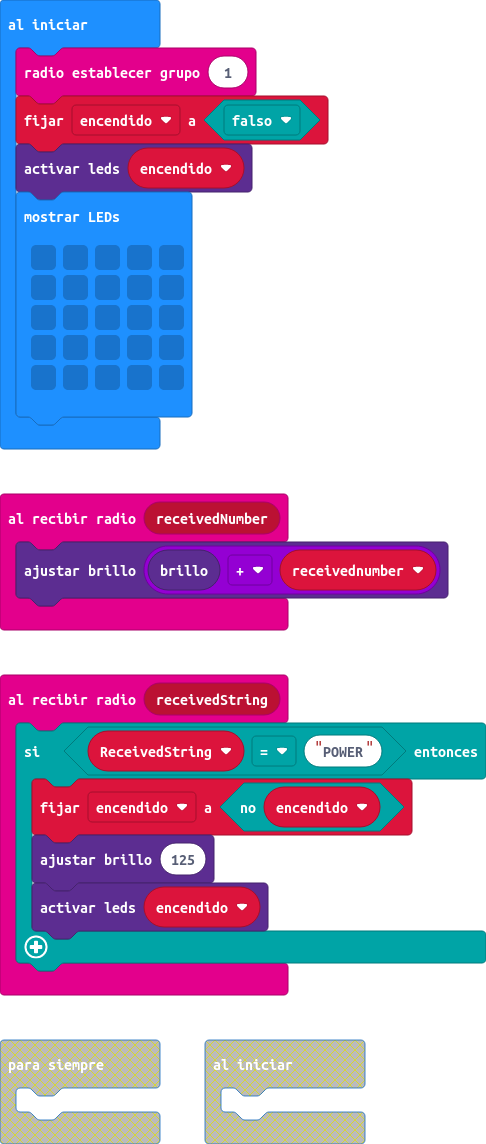 al iniciar
radio establecer grupo 1
fijar encendido a falso
activar leds encendido
mostrar LEDs
al recibir radio receivedNumber
ajustar brillo brillo + receivednumber
al recibir radio receivedString
si ReceivedString = "POWER" entonces
fijar encendido a no encendido
ajustar brillo 125
activar leds encendido
para siempre al iniciar